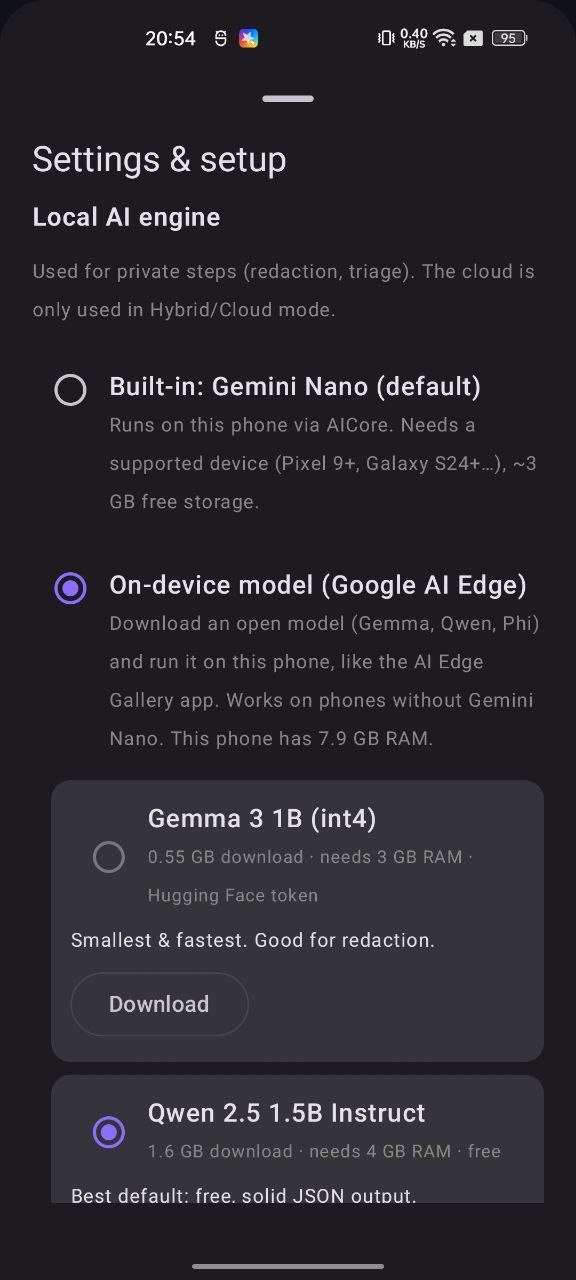 20:54
0.40
KB/S
95
Settings & setup
Local AI engine
Used for private steps (redaction, triage). The cloud is
only used in Hybrid/Cloud mode.
Built-in: Gemini Nano (default)
Runs on this phone via AICore. Needs a
supported device (Pixel 9+, Galaxy S24+…), ~3
GB free storage.
On-device model (Google AI Edge)
Download an open model (Gemma, Qwen, Phi)
and run it on this phone, like the AI Edge
Gallery app. Works on phones without Gemini
Nano. This phone has 7.9 GB RAM.
Gemma 3 1B (int4)
0.55 GB download · needs 3 GB RAM ·
Hugging Face token
Smallest & fastest. Good for redaction.
Download
Qwen 2.5 1.5B Instruct
1.6 GB download · needs 4 GB RAM · free
Best default: free, solid JSON output.